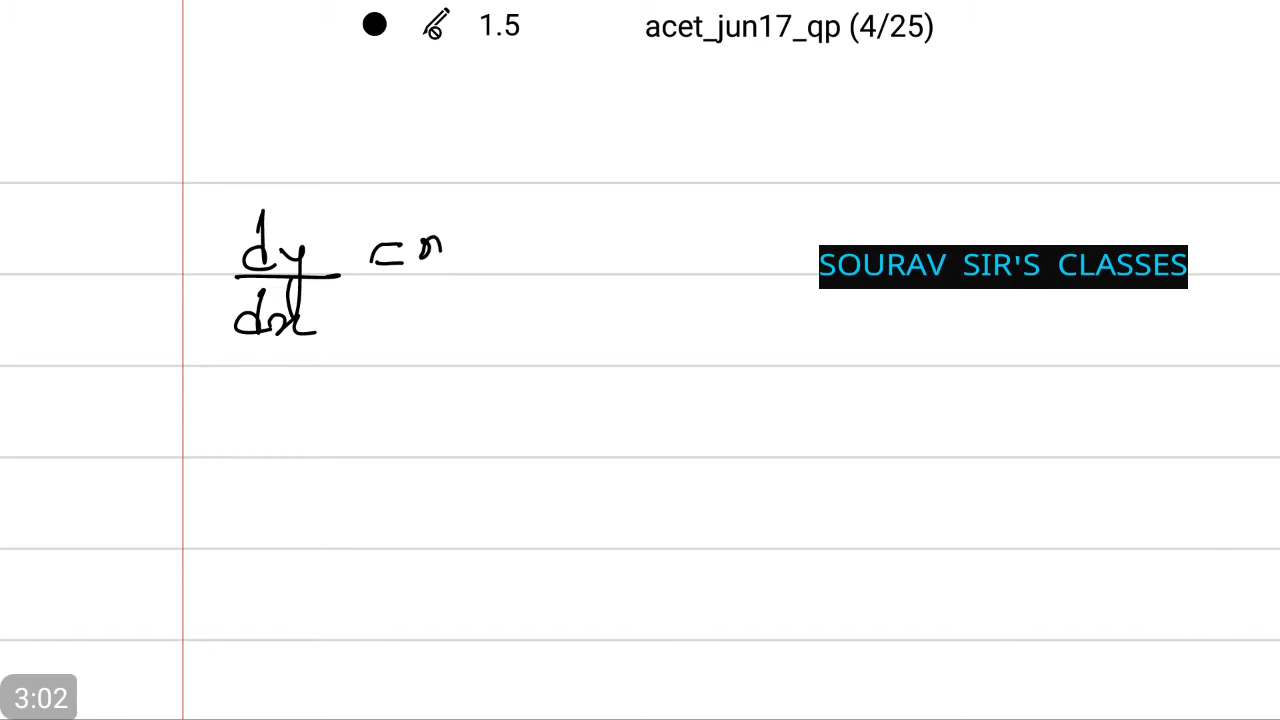 1.5 acet_jun17_qp (4/25)
dy
dx =
SOURAV SIR'S CLASSES
3:02